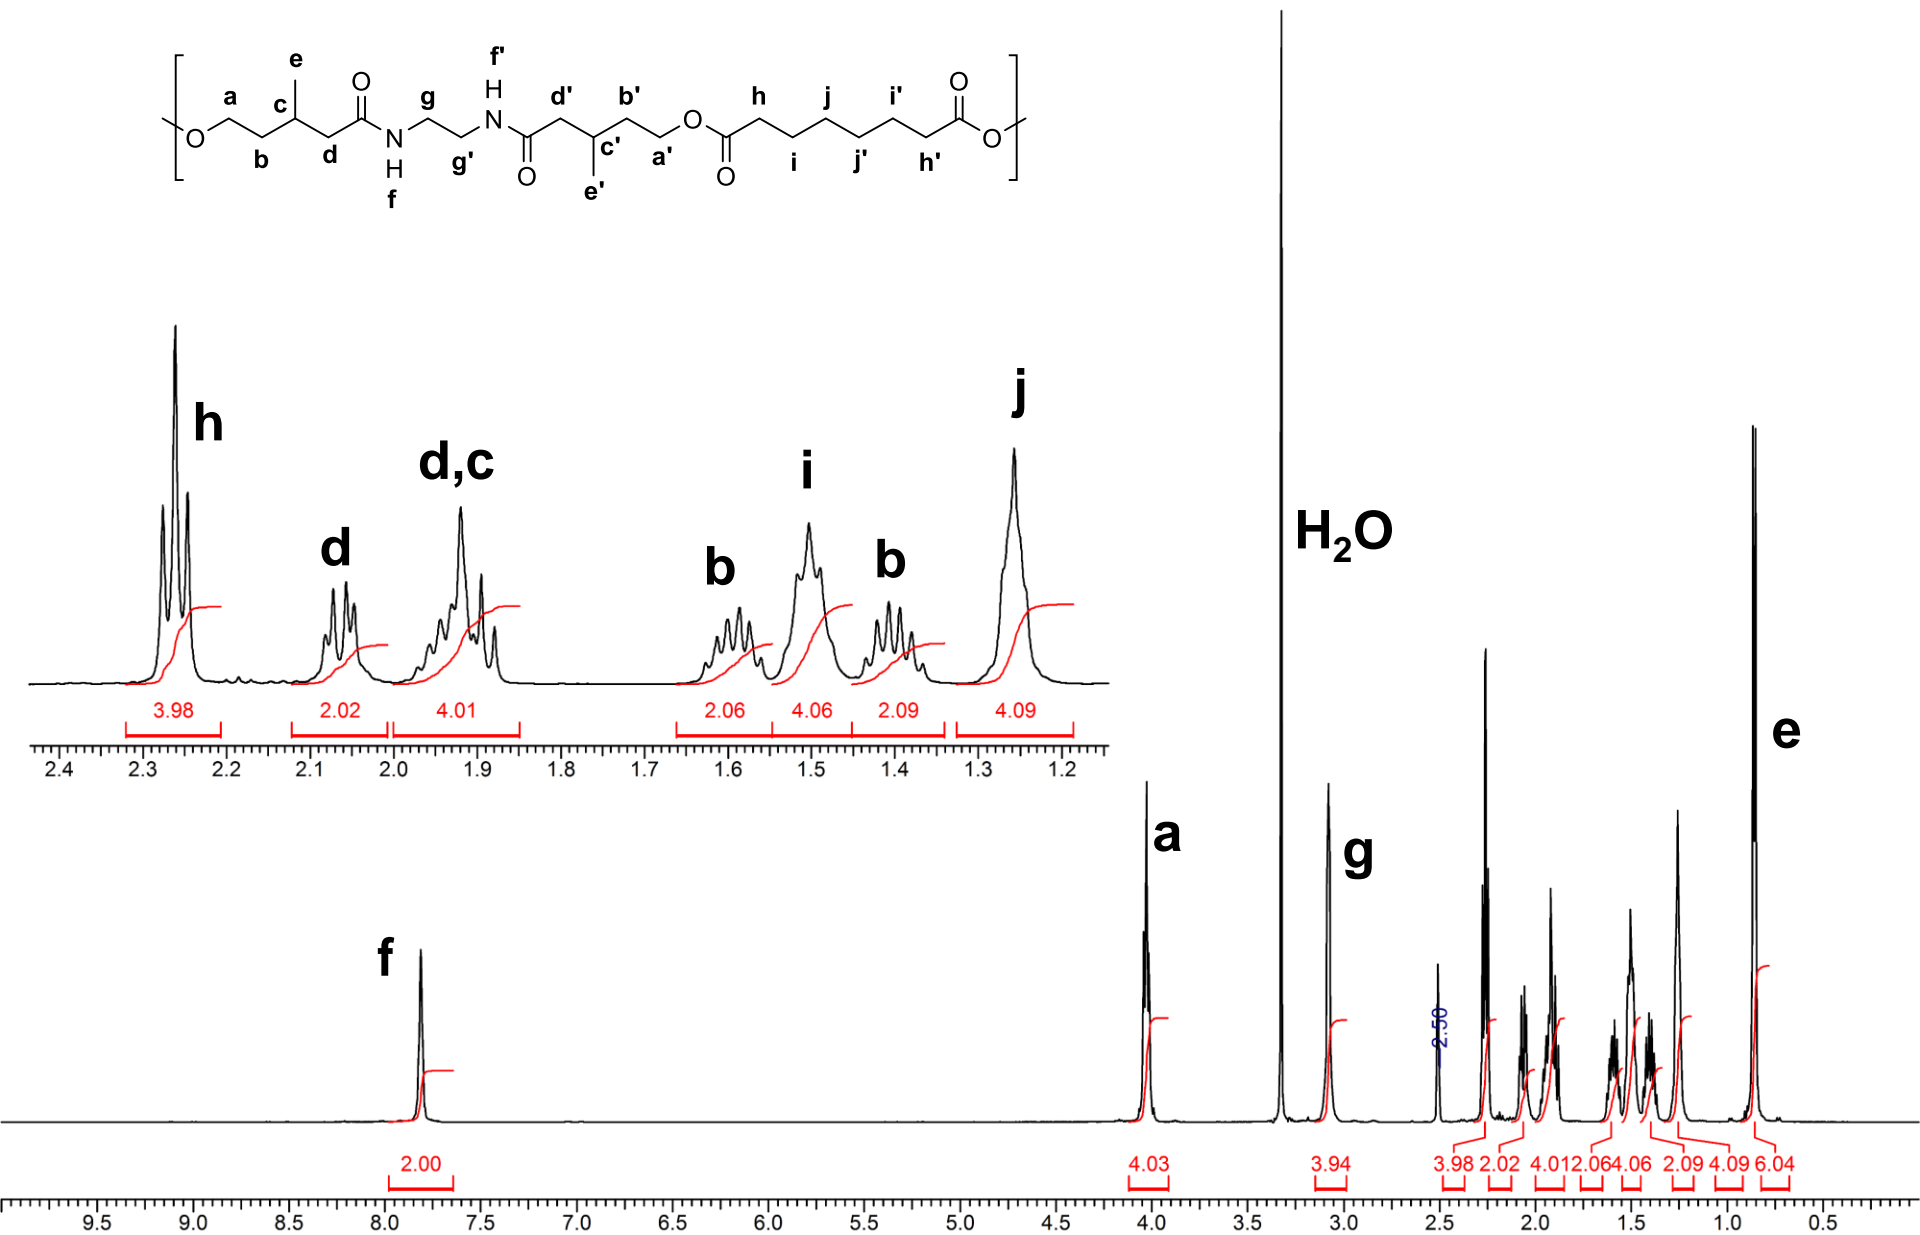 f'
e
H
O
O
a
c
g
d'
b'
h
j
i'
O
N
N
O
O
b
d
H
g'
O
c'
a'
O
i
j'
h'
f
e'
h
d
d,c
b
i
b
j
3.98
2.02
4.01
2.06
4.06
2.09
4.09
2.4
2.3
2.2
2.1
2.0
1.9
1.8
1.7
1.6
1.5
1.4
1.3
1.2
H2O
e
a
g
f
2.50
2.00
4.03
3.94
3.98
2.02
4.01
2.06
4.06
2.09
4.09
6.04
9.5
9.0
8.5
8.0
7.5
7.0
6.5
6.0
5.5
5.0
4.5
4.0
3.5
3.0
2.5
2.0
1.5
1.0
0.5